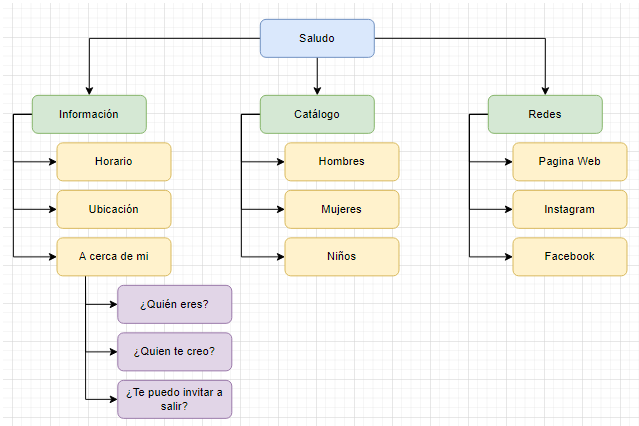 Saludo
Información
Catálogo
Redes
Horario
Hombres
Pagina Web
Ubicación
Mujeres
Instagram
A cerca de mi
Niños
Facebook
¿Quién eres?
¿Quien te creo?
¿Te puedo invitar a
salir?